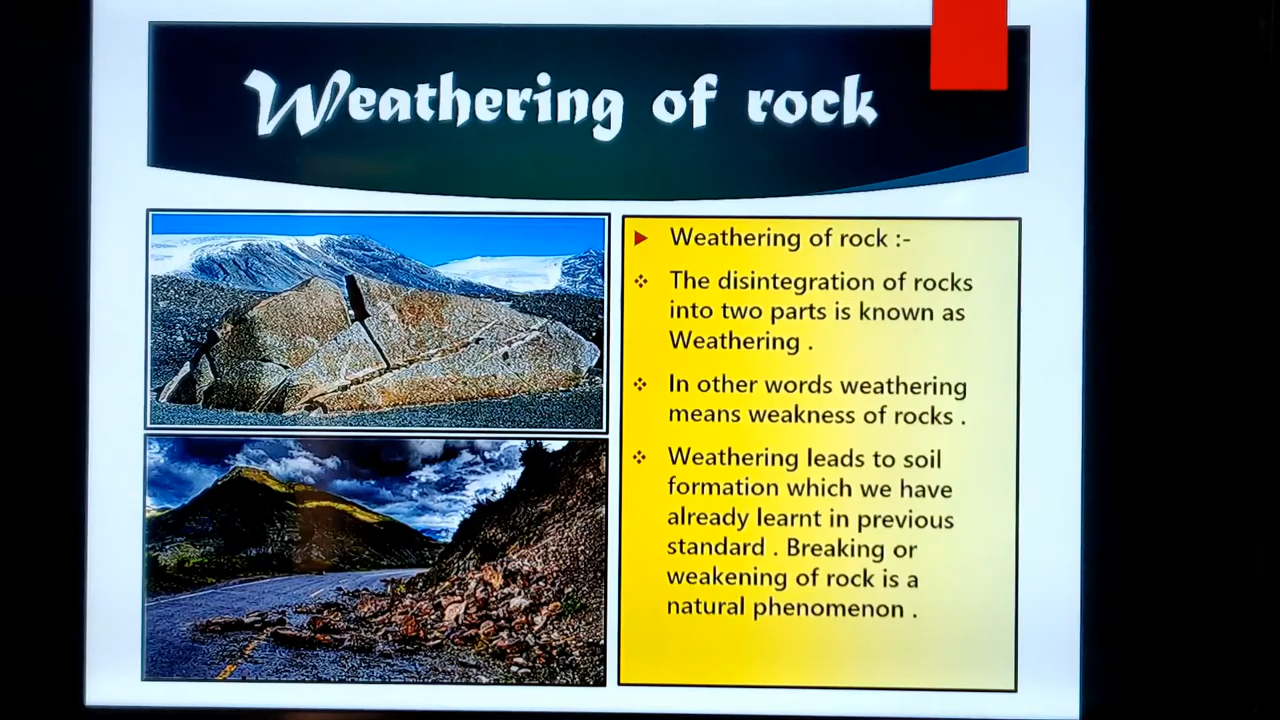 Weathering of rock
Weathering of rock :-
The disintegration of rocks
into two parts is known as
Weathering .
In other words weathering
means weakness of rocks .
Weathering leads to soil
formation which we have
already learnt in previous
standard . Breaking or
weakening of rock is a
natural phenomenon .